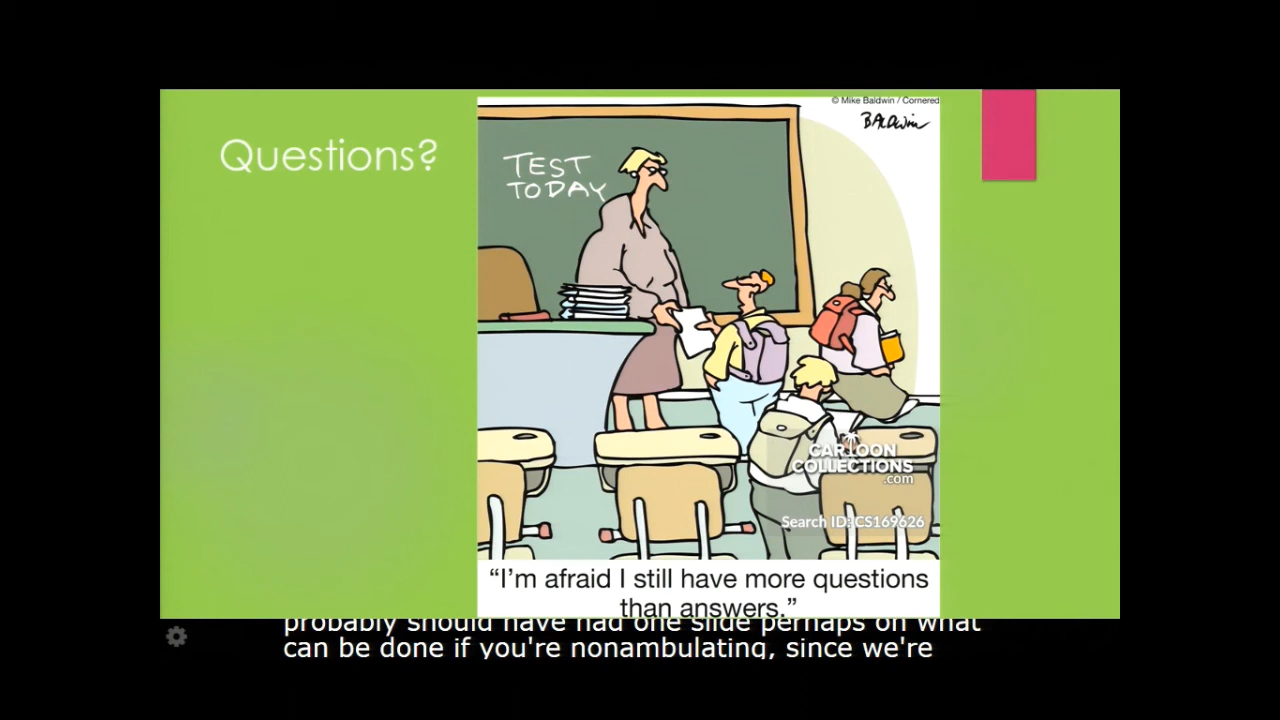 Questions?
© Mike Baldwin / Cornered
BALDWIN
TEST
TODAY
CARTOON
COLLECTIONS
.com
Search ID: CS169626
“I’m afraid I still have more questions
than answers.”
probably should have had one slide perhaps on what
can be done if you're nonambulating, since we're